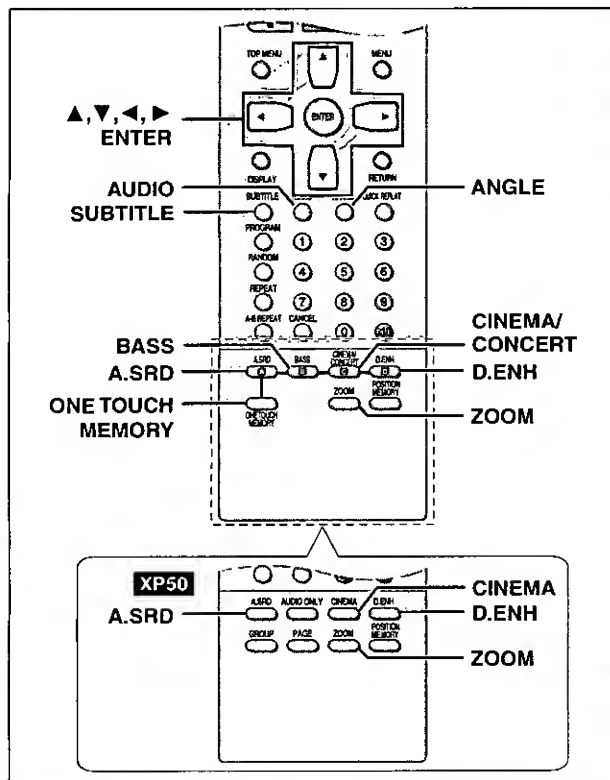 TOP MENU
MENU
▲,▼,◄,►
ENTER
ENTER
DISPLAY
RETURN
AUDIO
ANGLE
SUBTITLE
SUBTITLE
QUICK REPEAT
PROGRAM
1 2 3
RANDOM
4 5 6
REPEAT
7 8 9
A-B REPEAT
CANCEL
0
≧10
CINEMA/
CONCERT
BASS
A.SRD
BASS
CINEMA/
CONCERT
D.ENH
A.SRD
D.ENH
ONE TOUCH
MEMORY
ONE TOUCH
MEMORY
ZOOM
POSITION
MEMORY
ZOOM
XP50
CINEMA
A.SRD
A.SRD
AUDIO ONLY
CINEMA
D.ENH
D.ENH
GROUP
PAGE
ZOOM
POSITION
MEMORY
ZOOM